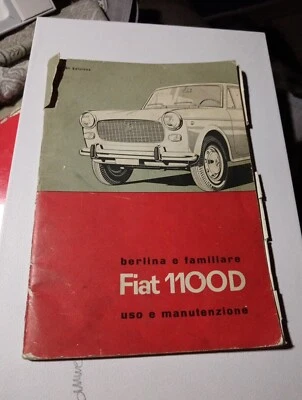 berlina e familiare
Fiat 1100D
uso e manutenzione